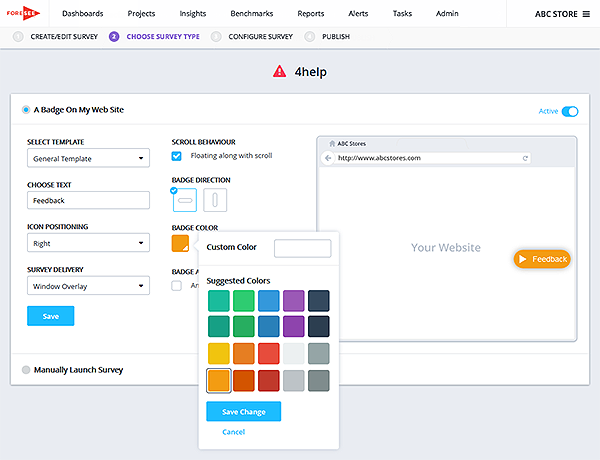 FORESEE
Dashboards Projects Insights Benchmarks Reports Alerts Tasks Admin ABC STORE
1 CREATE/EDIT SURVEY 2 CHOOSE SURVEY TYPE 3 CONFIGURE SURVEY 4 PUBLISH
4help
A Badge On My Web Site
Active
SELECT TEMPLATE
General Template
CHOOSE TEXT
Feedback
ICON POSITIONING
Right
SURVEY DELIVERY
Window Overlay
Save
SCROLL BEHAVIOUR
Floating along with scroll
BADGE DIRECTION
BADGE COLOR
BADGE A
An
Custom Color
Suggested Colors
Save Change
Cancel
ABC Stores
http://www.abcstores.com
Your Website
Feedback
Manually Launch Survey